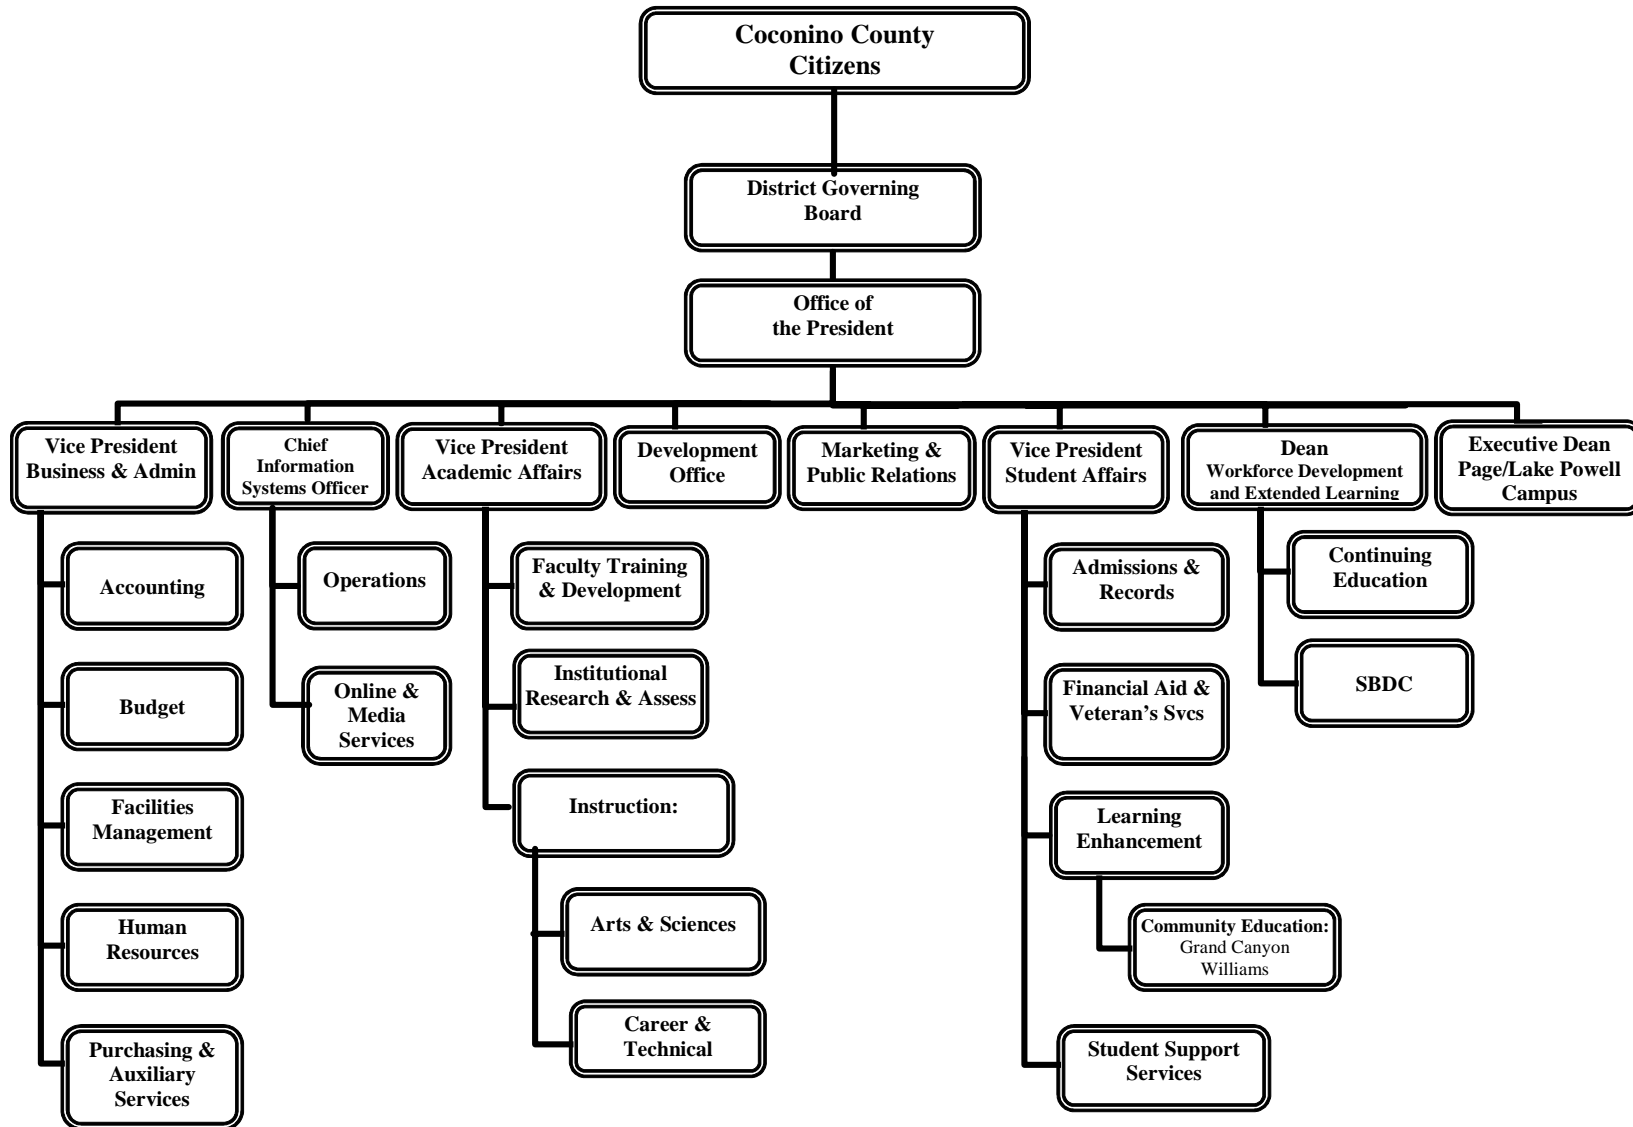 Coconino County
Citizens
District Governing
Board
Office of
the President
Vice President
Business & Admin
Chief
Information
Systems Officer
Vice President
Academic Affairs
Development
Office
Marketing &
Public Relations
Vice President
Student Affairs
Dean
Workforce Development
and Extended Learning
Executive Dean
Page/Lake Powell
Campus
Accounting
Budget
Facilities
Management
Human
Resources
Purchasing &
Auxiliary
Services
Operations
Online &
Media
Services
Faculty Training
& Development
Institutional
Research & Assess
Instruction:
Arts & Sciences
Career &
Technical
Admissions &
Records
Financial Aid &
Veteran’s Svcs
Learning
Enhancement
Community Education:
Grand Canyon
Williams
Student Support
Services
Continuing
Education
SBDC